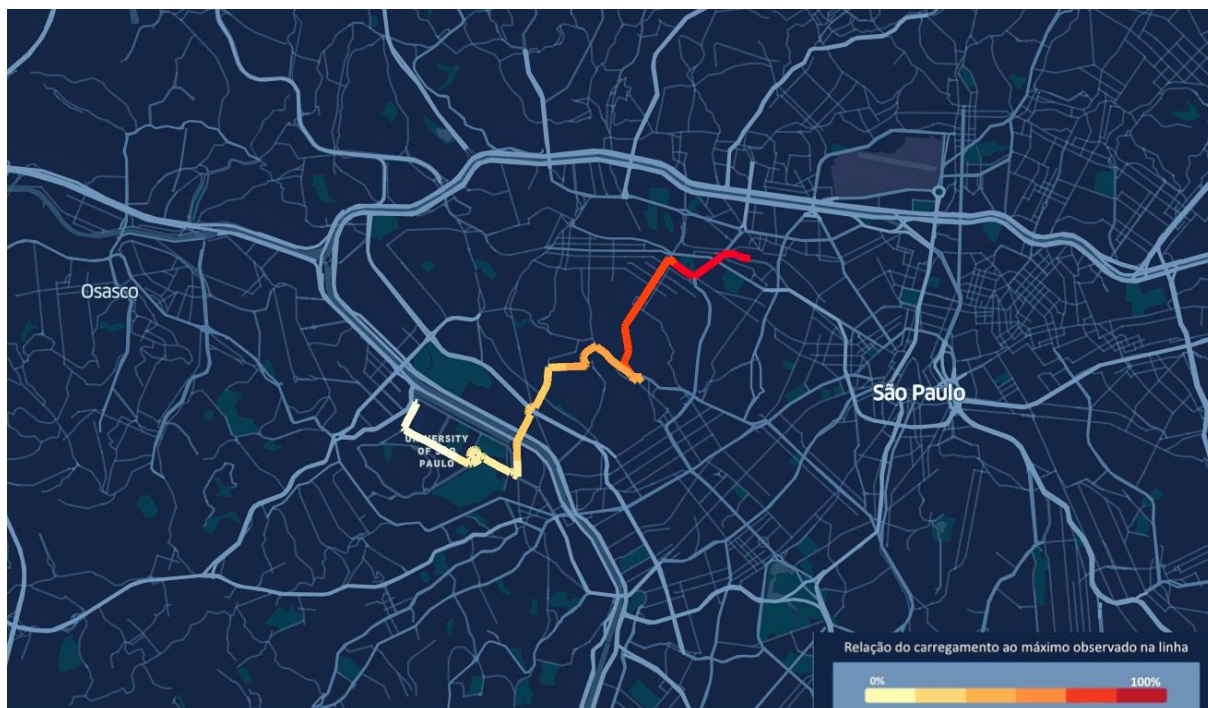 Osasco
São Paulo
UNIVERSITY
OF SÃO
PAULO
Relação do carregamento ao máximo observado na linha
0%
100%